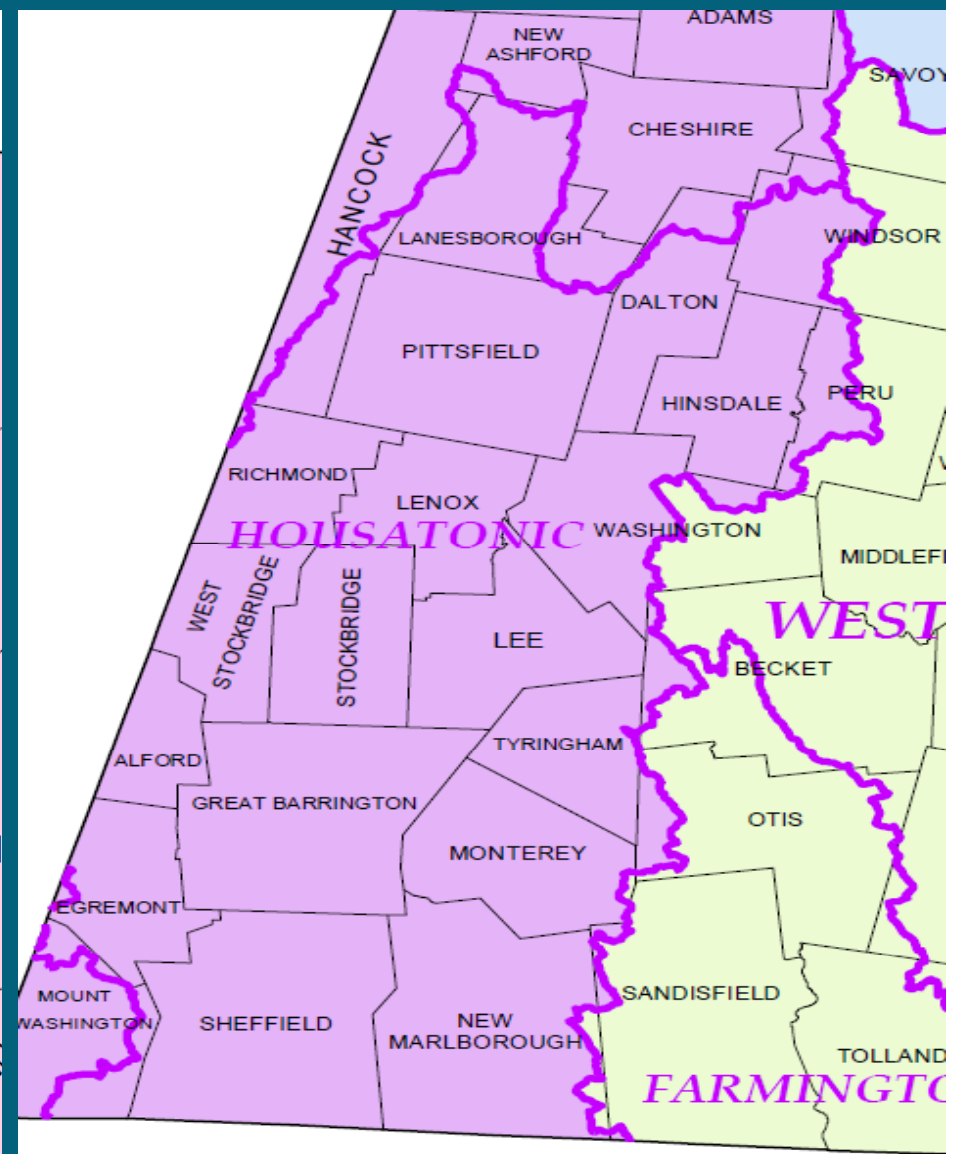 ADAMS
NEW
ASHFORD
SAVOY
CHESHIRE
HANCOCK
LANESBOROUGH
WINDSOR
DALTON
PITTSFIELD
PERU
HINSDALE
RICHMOND
LENOX
HOUSATONIC
WASHINGTON
MIDDLEFI
WEST
STOCKBRIDGE
STOCKBRIDGE
WEST
LEE
BECKET
TYRINGHAM
ALFORD
GREAT BARRINGTON
OTIS
MONTEREY
EGREMONT
MOUNT
WASHINGTON
SHEFFIELD
NEW
MARLBOROUGH
SANDISFIELD
TOLLAND
FARMINGTO